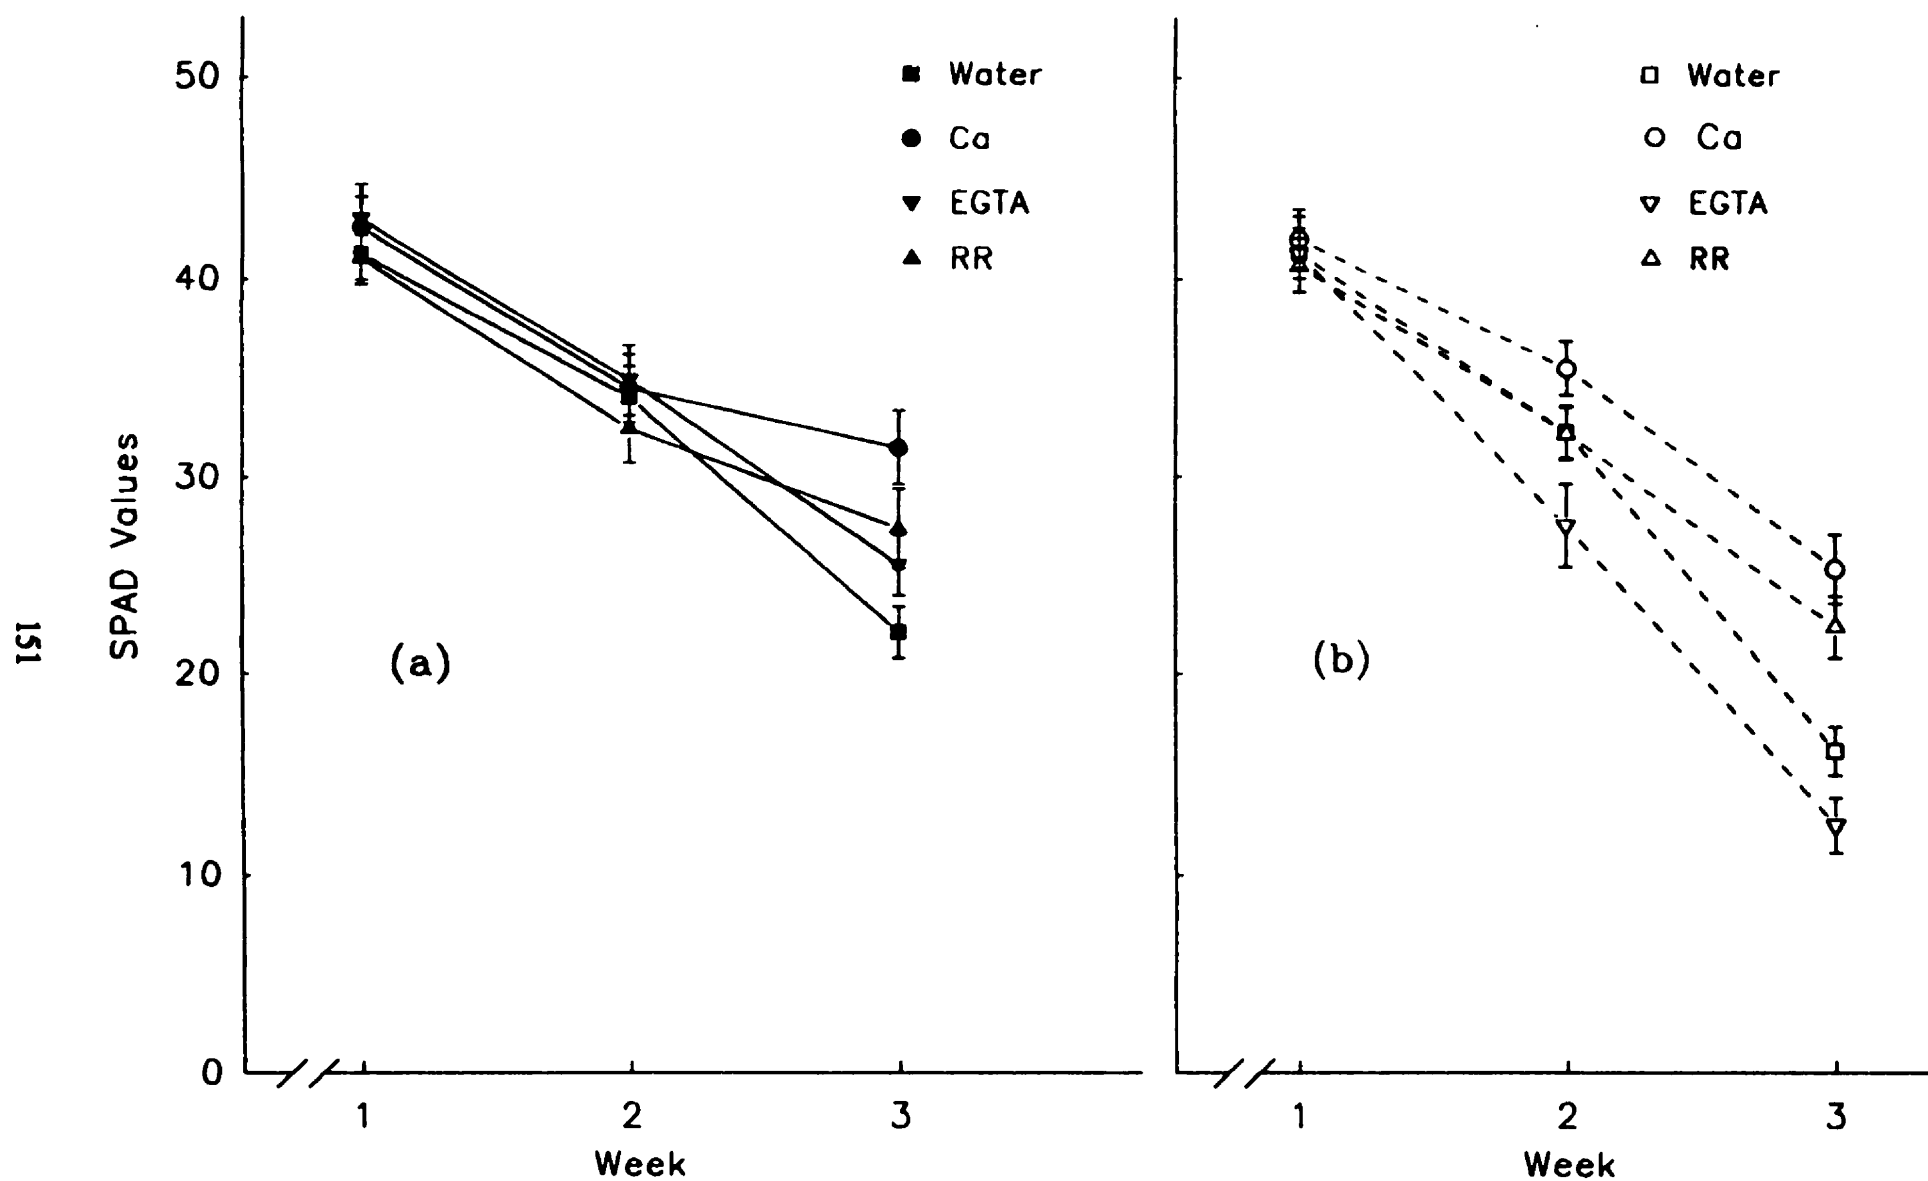 50
40
30
20
10
0
SPAD Values
151
Water
Ca
EGTA
RR
(a)
1 2 3
Week
Water
Ca
EGTA
RR
(b)
1 2 3
Week